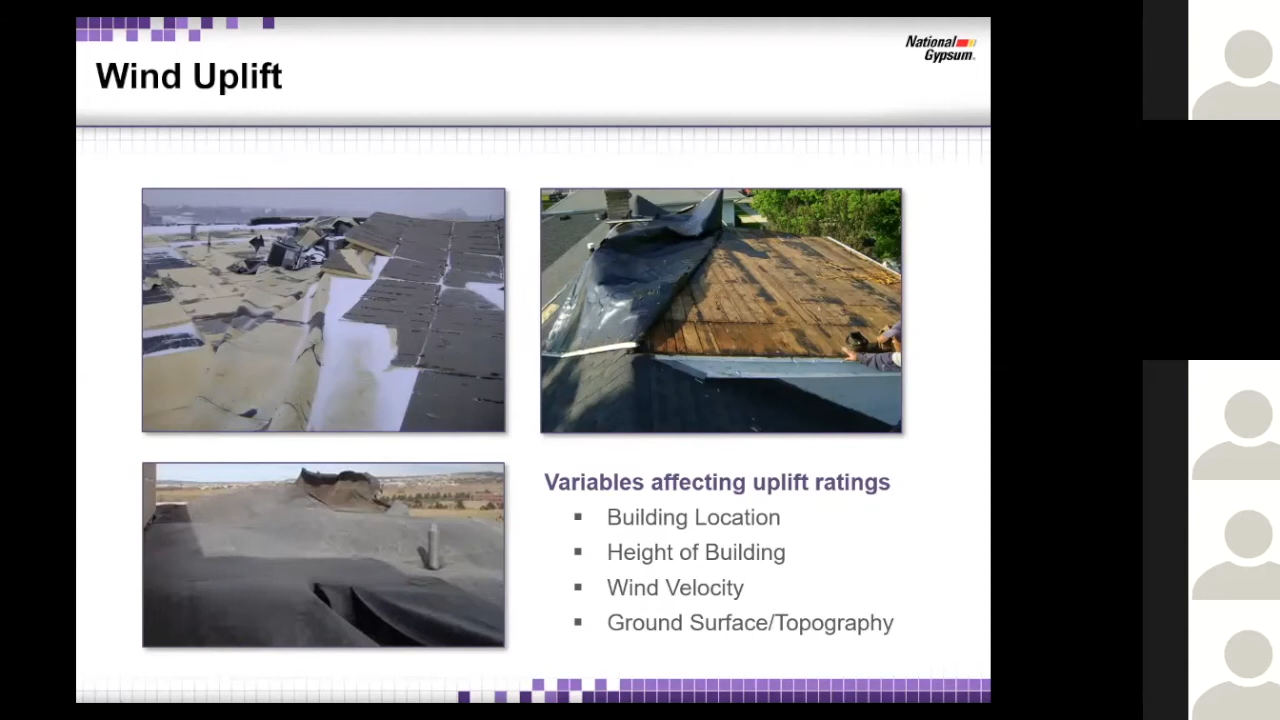 National
Gypsum.
Wind Uplift
Variables affecting uplift ratings
▪ Building Location
▪ Height of Building
▪ Wind Velocity
▪ Ground Surface/Topography